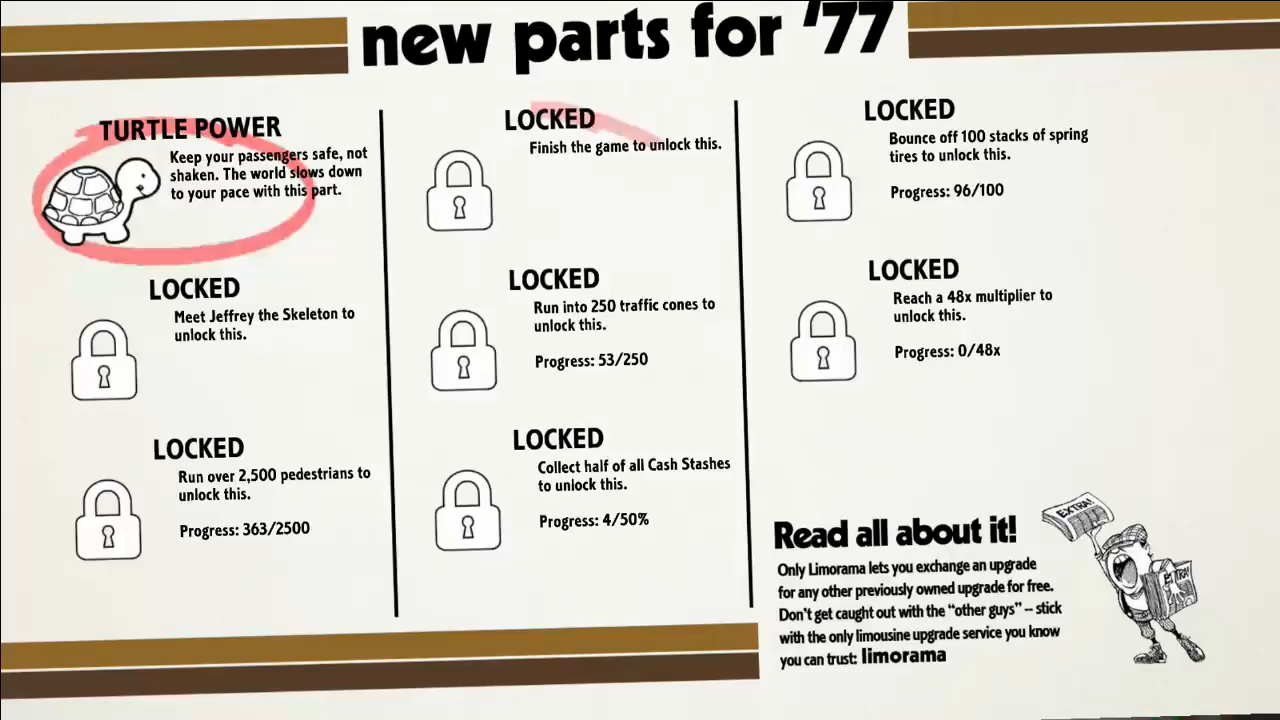 new parts for '77
TURTLE POWER
Keep your passengers safe, not
shaken. The world slows down
to your pace with this part.
LOCKED
Meet Jeffrey the Skeleton to
unlock this.
LOCKED
Run over 2,500 pedestrians to
unlock this.
Progress: 363/2500
LOCKED
Finish the game to unlock this.
LOCKED
Run into 250 traffic cones to
unlock this.
Progress: 53/250
LOCKED
Collect half of all Cash Stashes
to unlock this.
Progress: 4/50%
LOCKED
Bounce off 100 stacks of spring
tires to unlock this.
Progress: 96/100
LOCKED
Reach a 48x multiplier to
unlock this.
Progress: 0/48x
Read all about it!
Only Limorama lets you exchange an upgrade
for any other previously owned upgrade for free.
Don't get caught out with the "other guys" – stick
with the only limousine upgrade service you know
you can trust: limorama
EXTRA!
EXTRA!